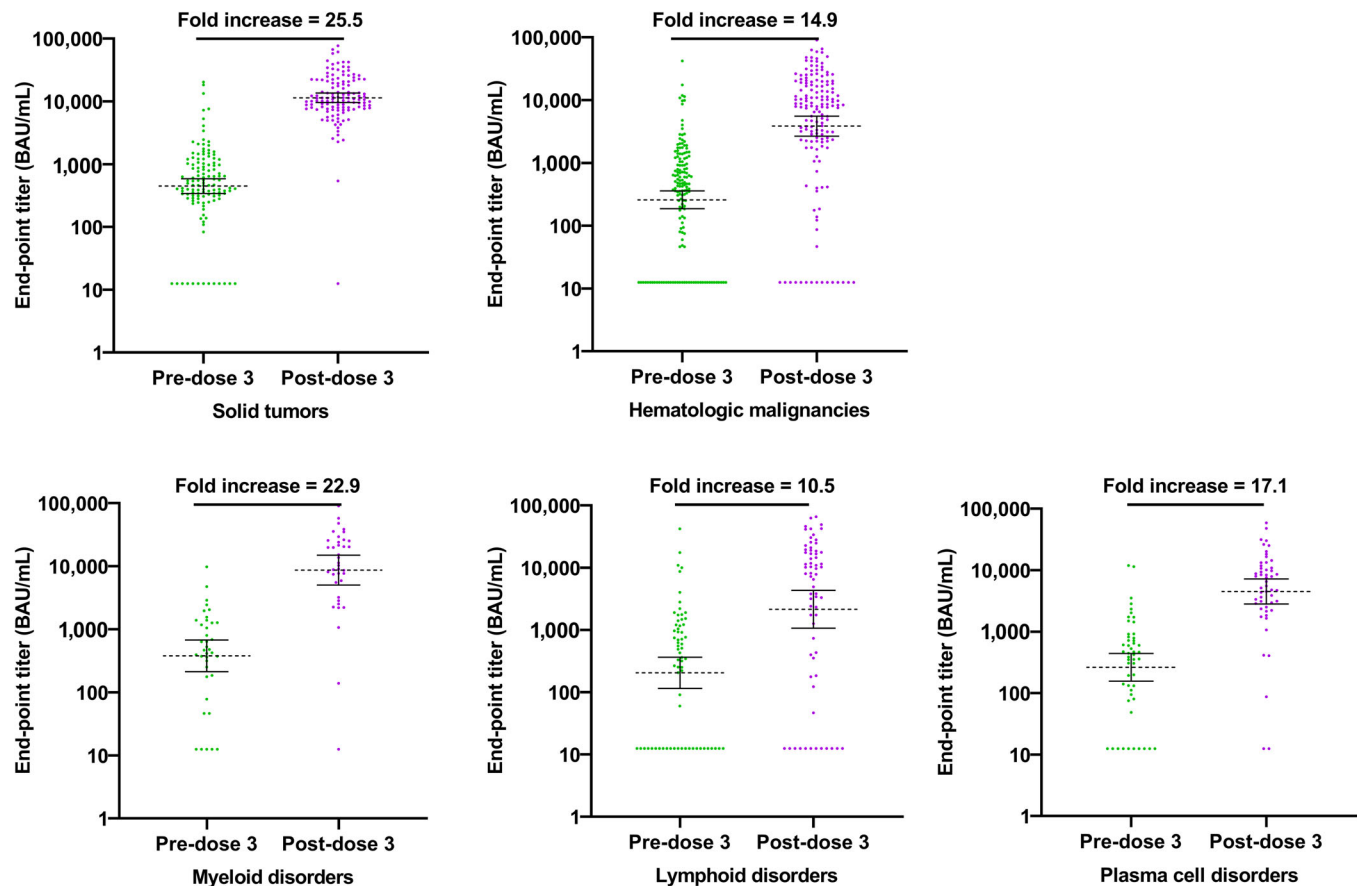 Fold increase = 25.5
End-point titer (BAU/mL)
100,000
10,000
1,000
100
10
1
Pre-dose 3 Post-dose 3
Solid tumors
Fold increase = 14.9
End-point titer (BAU/mL)
100,000
10,000
1,000
100
10
1
Pre-dose 3 Post-dose 3
Hematologic malignancies
Fold increase = 22.9
End-point titer (BAU/mL)
100,000
10,000
1,000
100
10
1
Pre-dose 3 Post-dose 3
Myeloid disorders
Fold increase = 10.5
End-point titer (BAU/mL)
100,000
10,000
1,000
100
10
1
Pre-dose 3 Post-dose 3
Lymphoid disorders
Fold increase = 17.1
End-point titer (BAU/mL)
100,000
10,000
1,000
100
10
1
Pre-dose 3 Post-dose 3
Plasma cell disorders